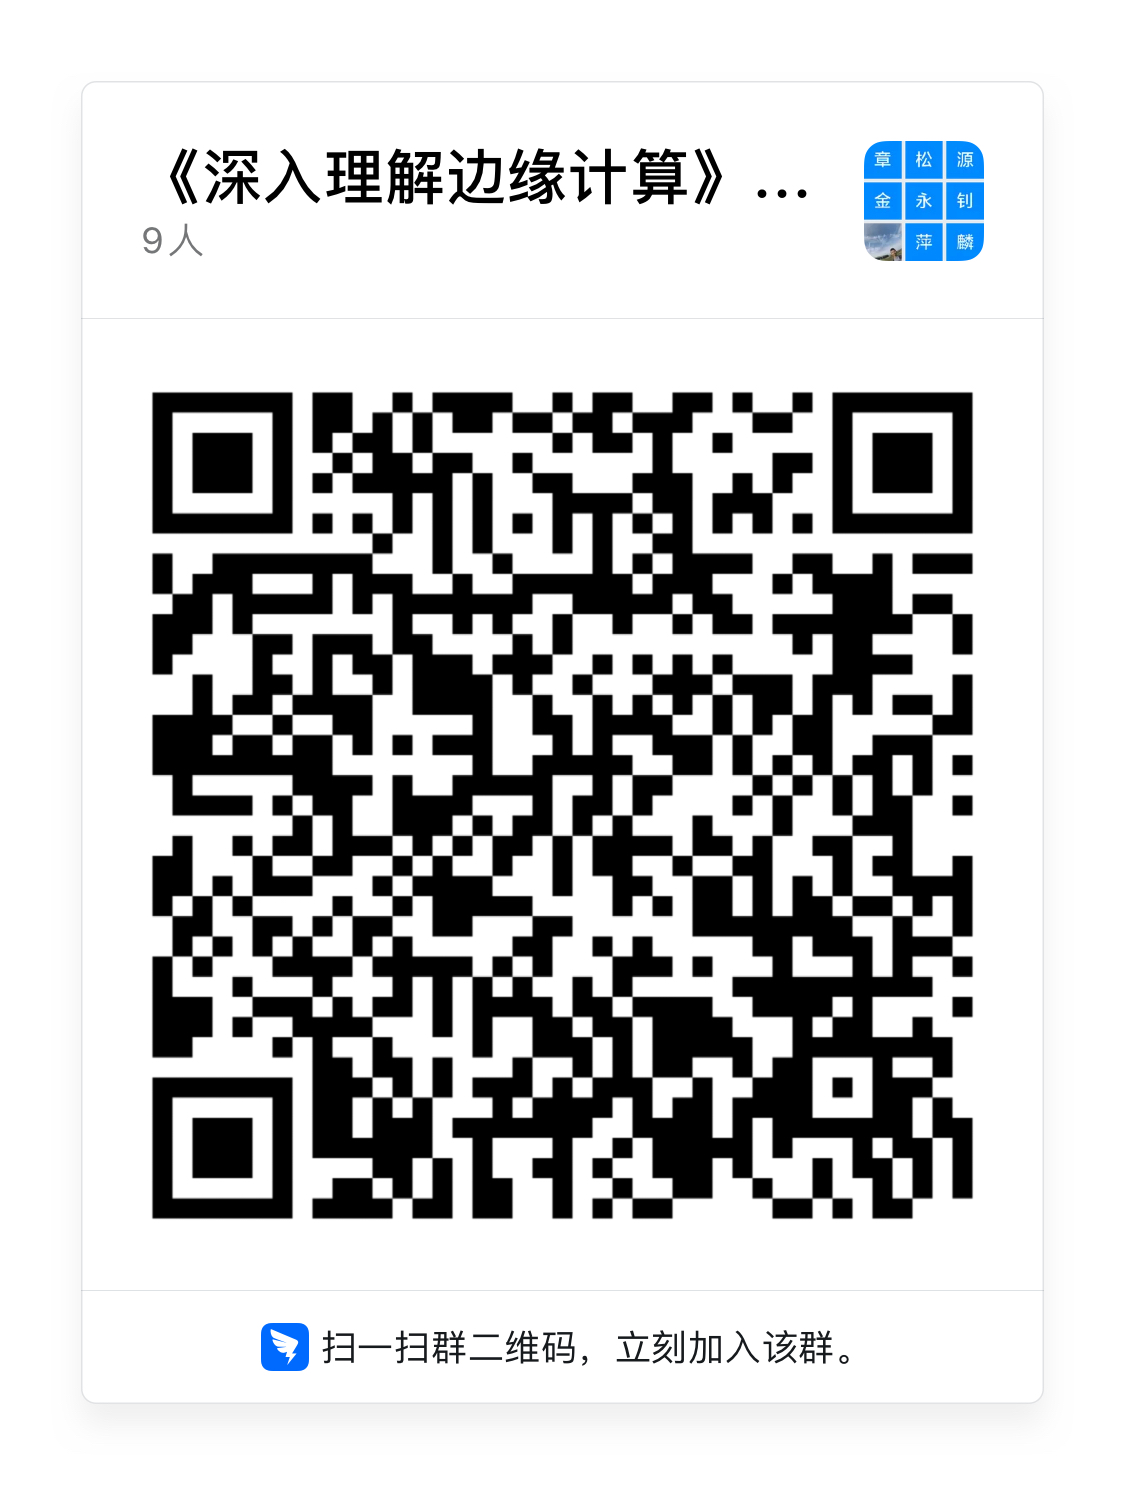 《深入理解边缘计算》...
9人
章 松 源
金 永 钊
萍 麟
扫一扫群二维码，立刻加入该群。